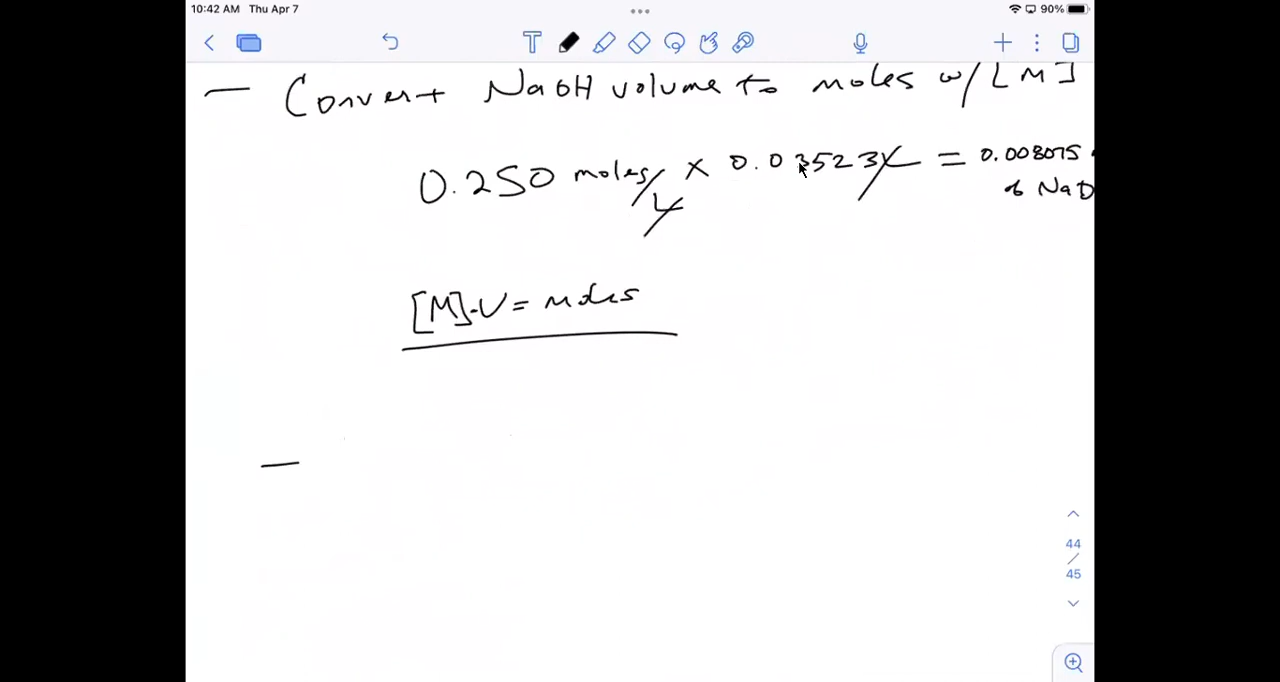 10:42 AM Thu Apr 7
90%
— Convert NaOH volume to moles w/ [M]
0.250 moles/L x 0.03523 L = 0.008075
of NaO
[M]·V = moles
—
44
/
45